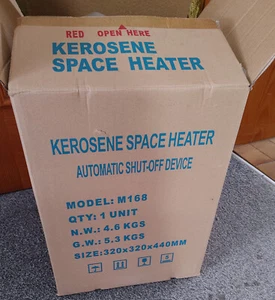 RED OPEN HERE
KEROSENE
SPACE HEATER
KEROSENE SPACE HEATER
AUTOMATIC SHUT-OFF DEVICE
MODEL: M168
QTY: 1 UNIT
N.W.: 4.6 KGS
G.W.: 5.3 KGS
SIZE:320x320x440MM